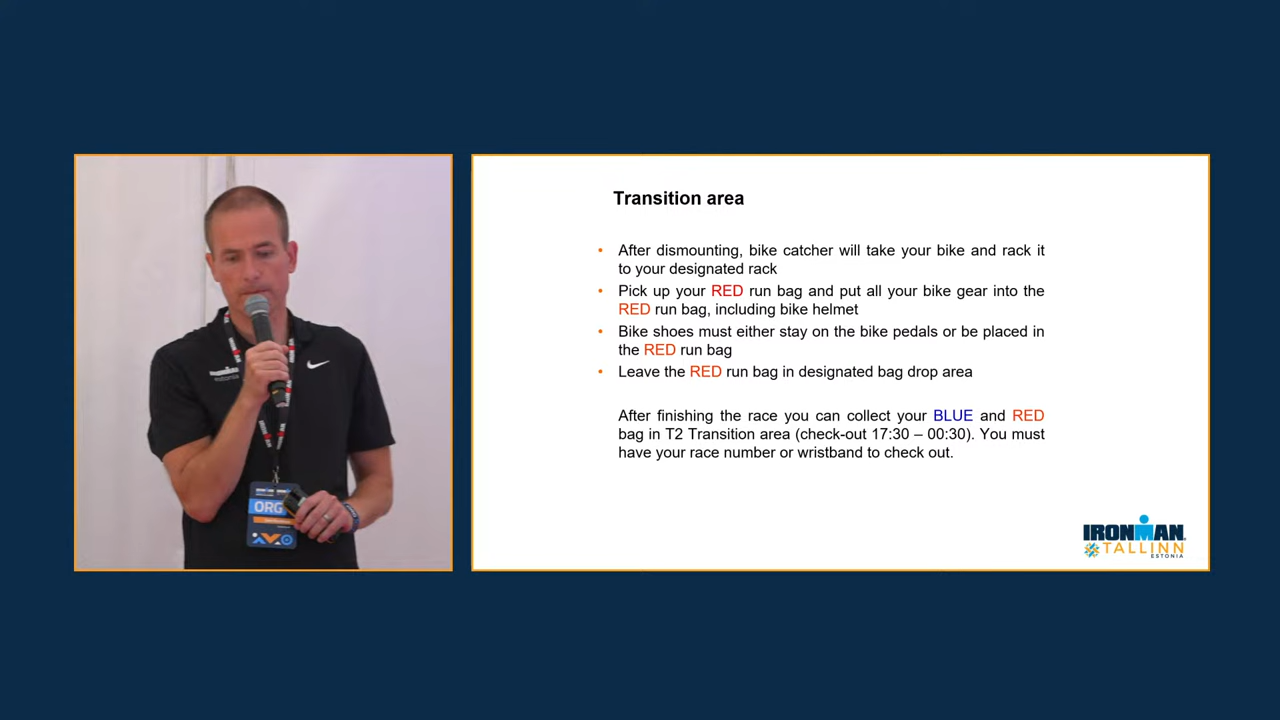 IRONMAN
estonia
ORG
Transition area
• After dismounting, bike catcher will take your bike and rack it
to your designated rack
• Pick up your RED run bag and put all your bike gear into the
RED run bag, including bike helmet
• Bike shoes must either stay on the bike pedals or be placed in
the RED run bag
• Leave the RED run bag in designated bag drop area
After finishing the race you can collect your BLUE and RED
bag in T2 Transition area (check-out 17:30 – 00:30). You must
have your race number or wristband to check out.
IRONMAN
TALLINN
ESTONIA